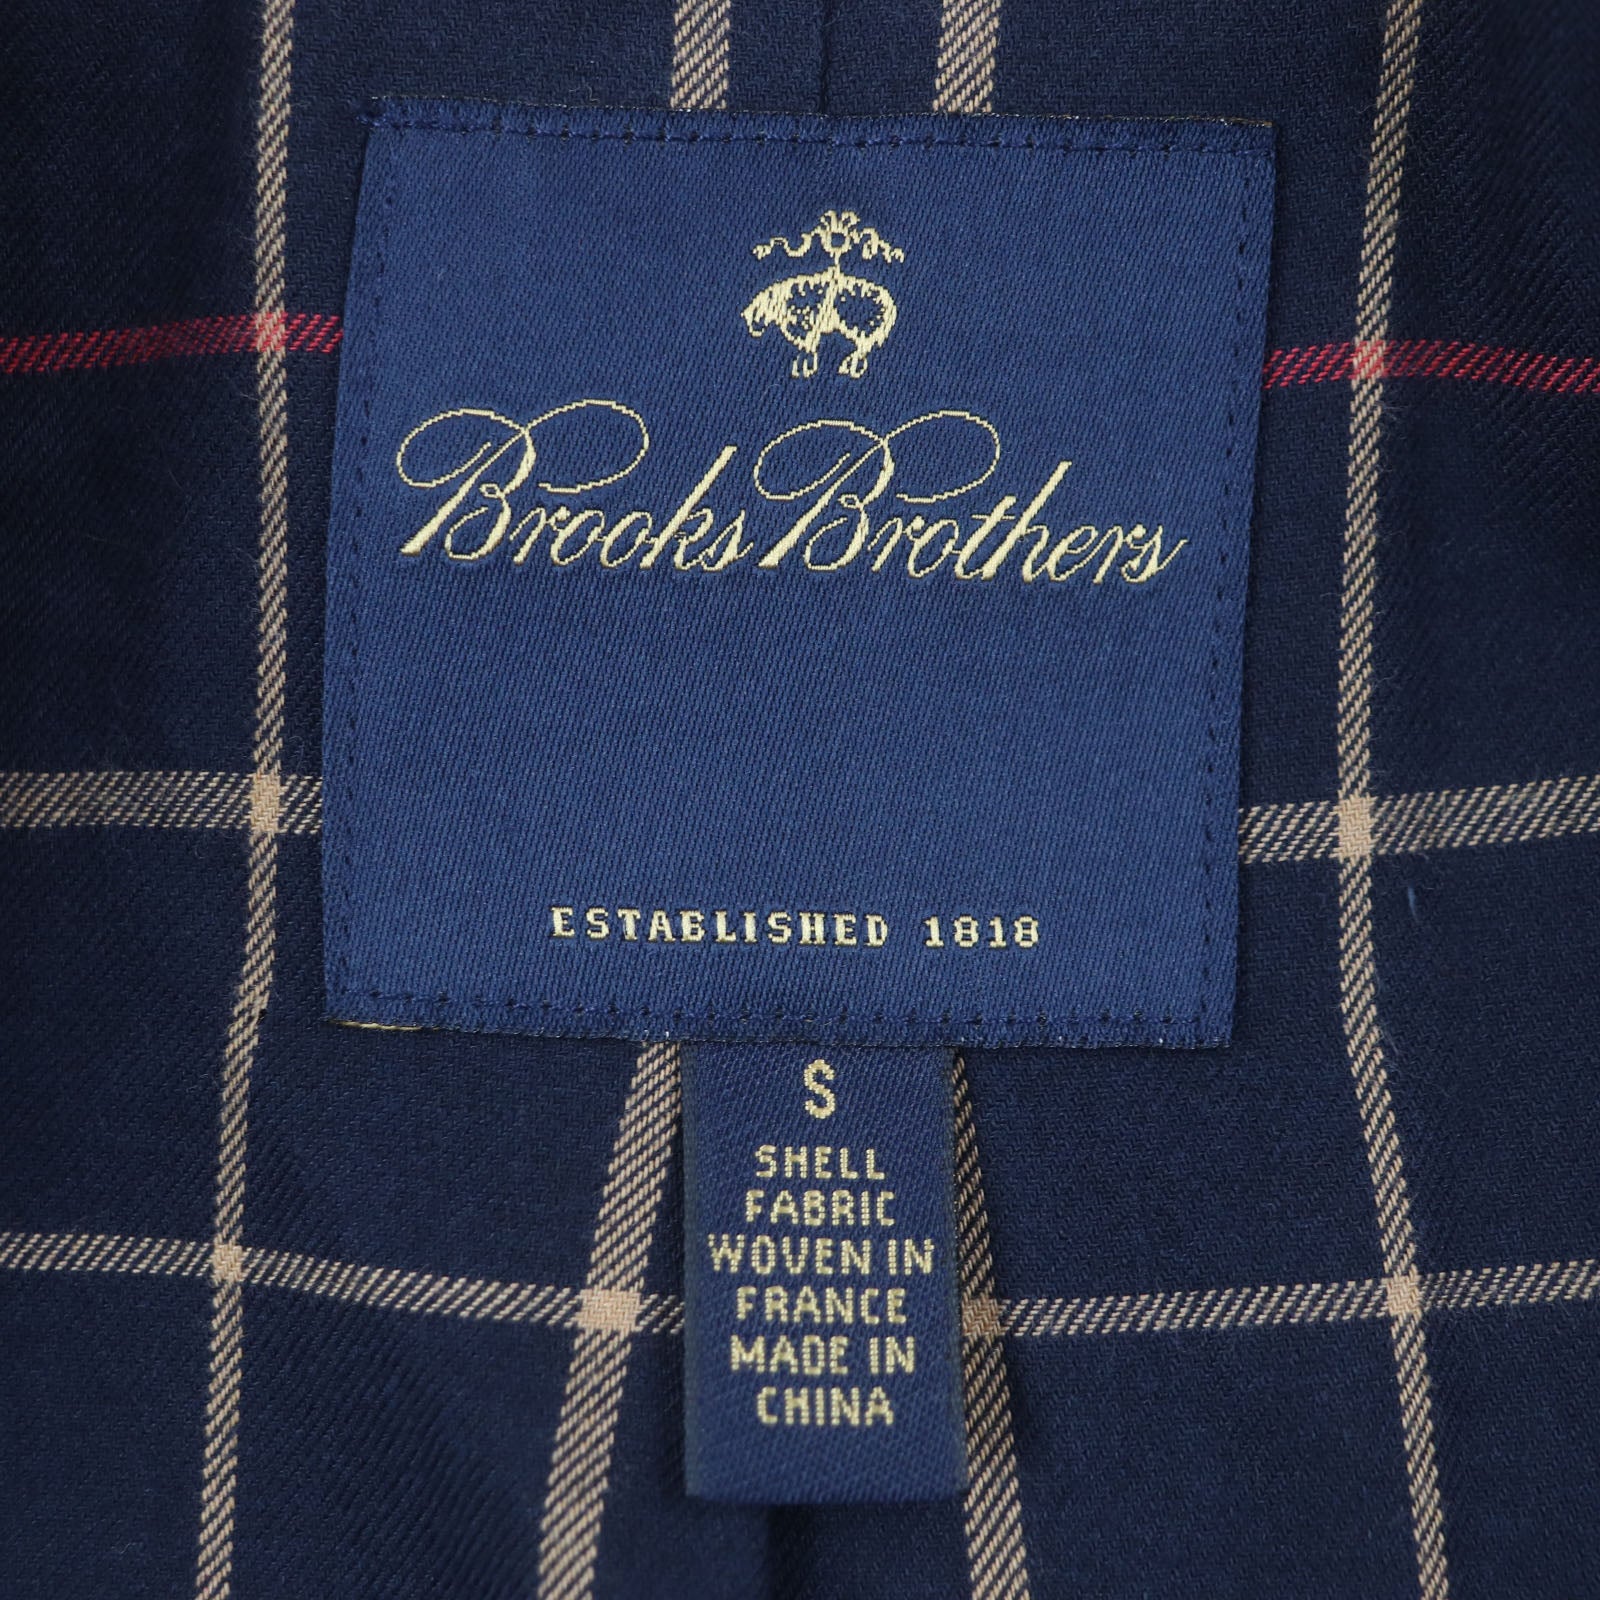 Brooks Brothers
ESTABLISHED 1818
S
SHELL
FABRIC
WOVEN IN
FRANCE
MADE IN
CHINA